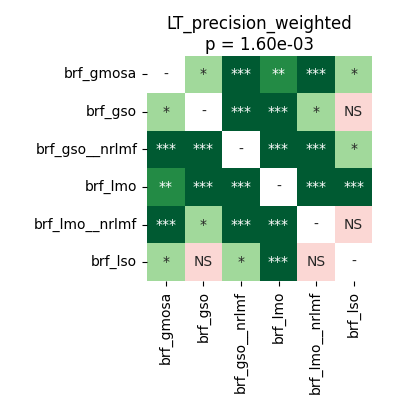 LT_precision_weighted
p = 1.60e-03
brf_gmosa - * *** ** *** *
brf_gso * - *** *** * NS
brf_gso__nrlmf *** *** - *** *** *
brf_lmo ** *** *** - *** ***
brf_lmo__nrlmf *** * *** *** - NS
brf_lso * NS * *** NS -
brf_gmosa brf_gso brf_gso__nrlmf brf_lmo brf_lmo__nrlmf brf_lso